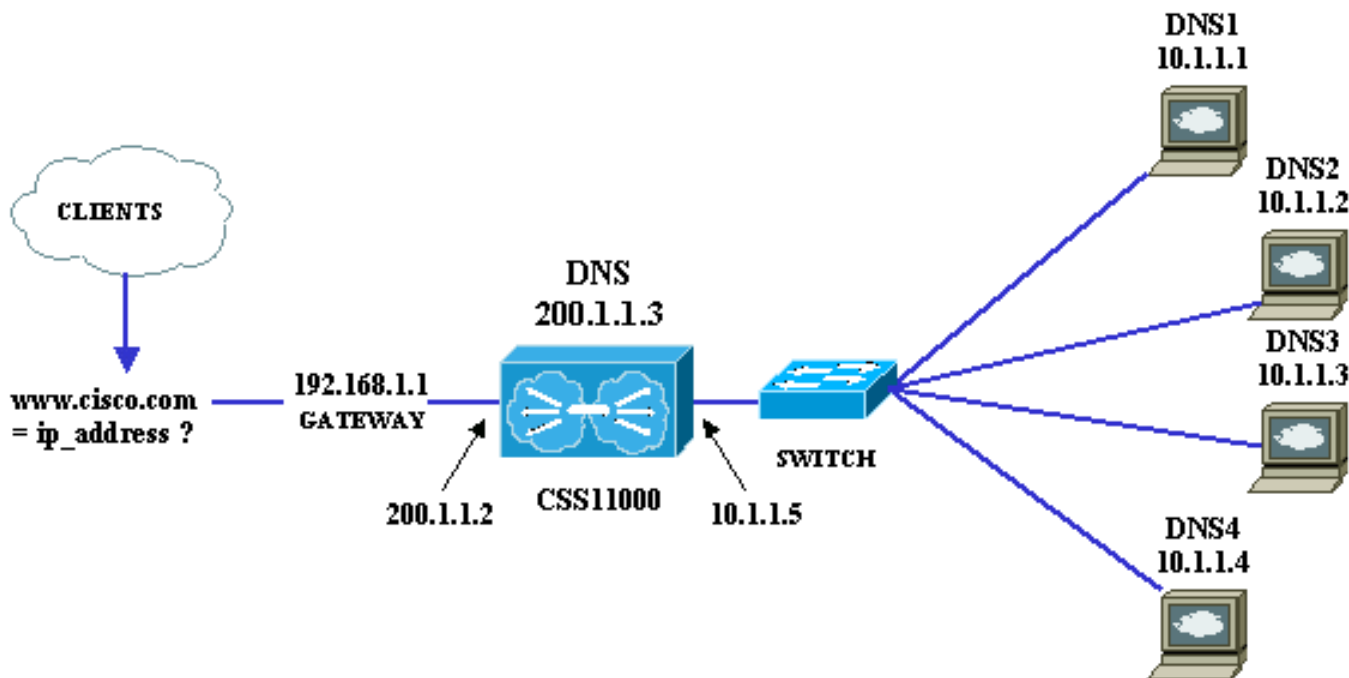 DNS1
10.1.1.1
DNS2
10.1.1.2
CLIENTS
DNS
200.1.1.3
DNS3
10.1.1.3
192.168.1.1
GATEWAY
www.cisco.com
= ip_address ?
SWITCH
200.1.1.2
CSS11000
10.1.1.5
DNS4
10.1.1.4